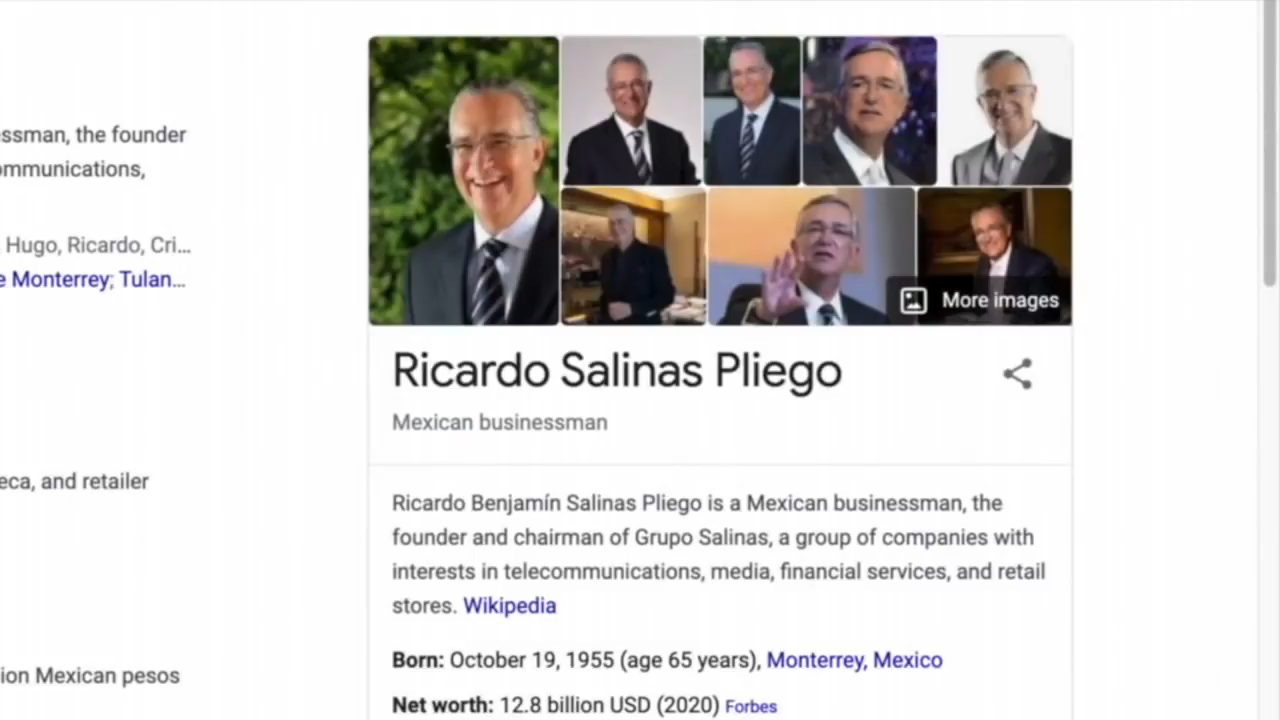 essman, the founder
ommunications,
Hugo, Ricardo, Cri...
e Monterrey; Tulan...
eca, and retailer
ion Mexican pesos
More images
Ricardo Salinas Pliego
Mexican businessman
Ricardo Benjamín Salinas Pliego is a Mexican businessman, the
founder and chairman of Grupo Salinas, a group of companies with
interests in telecommunications, media, financial services, and retail
stores. Wikipedia
Born: October 19, 1955 (age 65 years), Monterrey, Mexico
Net worth: 12.8 billion USD (2020) Forbes